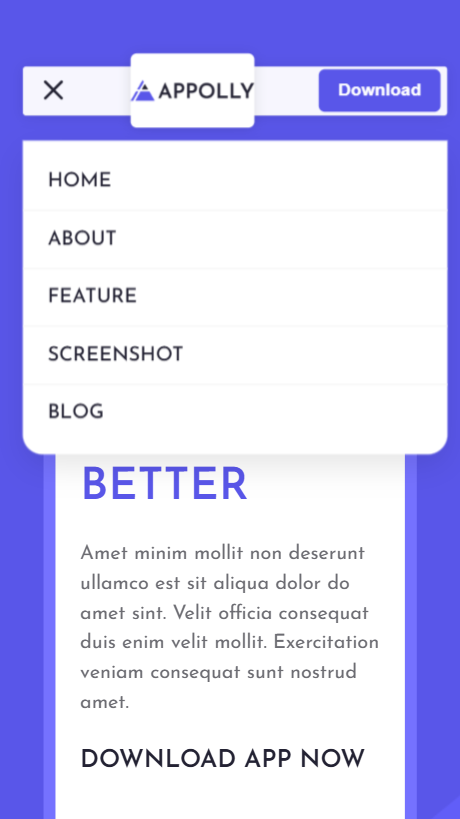 APPOLLY
Download
HOME
ABOUT
FEATURE
SCREENSHOT
BLOG
BETTER
Amet minim mollit non deserunt
ullamco est sit aliqua dolor do
amet sint. Velit officia consequat
duis enim velit mollit. Exercitation
veniam consequat sunt nostrud
amet.
DOWNLOAD APP NOW